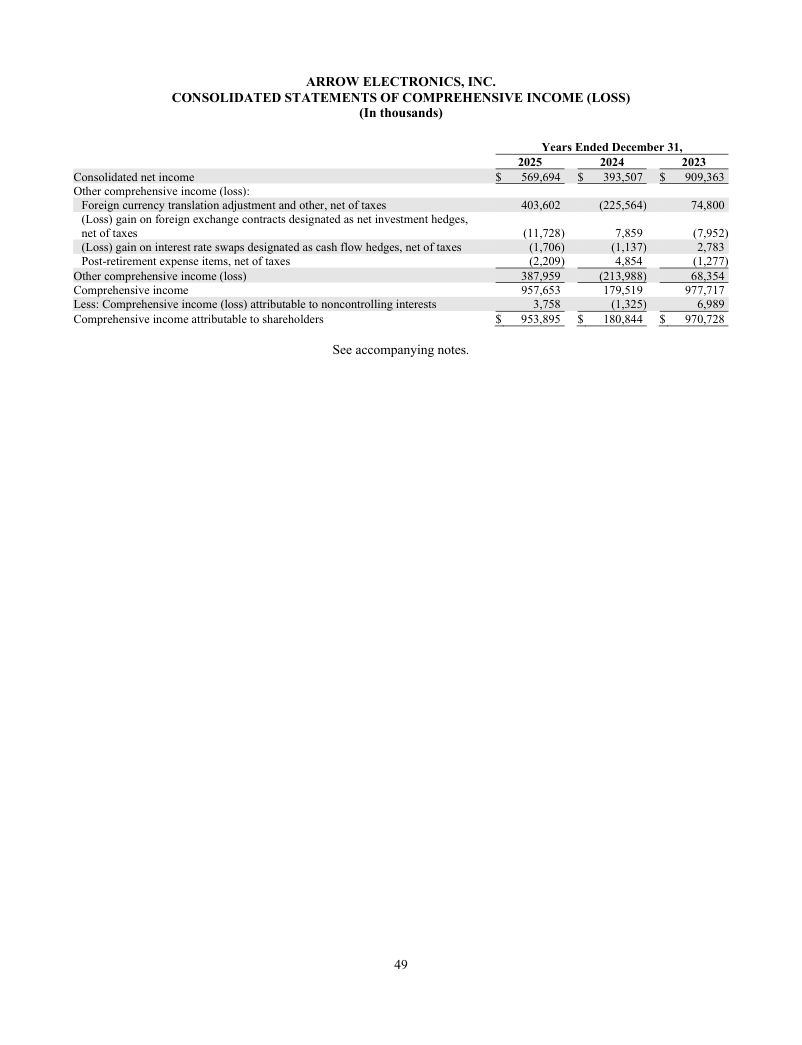 ARROW ELECTRONICS, INC.
CONSOLIDATED STATEMENTS OF COMPREHENSIVE INCOME (LOSS)
(In thousands)
Years Ended December 31,
2025 2024 2023
Consolidated net income $ 569,694 $ 393,507 $ 909,363
Other comprehensive income (loss):
Foreign currency translation adjustment and other, net of taxes 403,602 (225,564) 74,800
(Loss) gain on foreign exchange contracts designated as net investment hedges,
net of taxes (11,728) 7,859 (7,952)
(Loss) gain on interest rate swaps designated as cash flow hedges, net of taxes (1,706) (1,137) 2,783
Post-retirement expense items, net of taxes (2,209) 4,854 (1,277)
Other comprehensive income (loss) 387,959 (213,988) 68,354
Comprehensive income 957,653 179,519 977,717
Less: Comprehensive income (loss) attributable to noncontrolling interests 3,758 (1,325) 6,989
Comprehensive income attributable to shareholders $ 953,895 $ 180,844 $ 970,728
See accompanying notes.
49